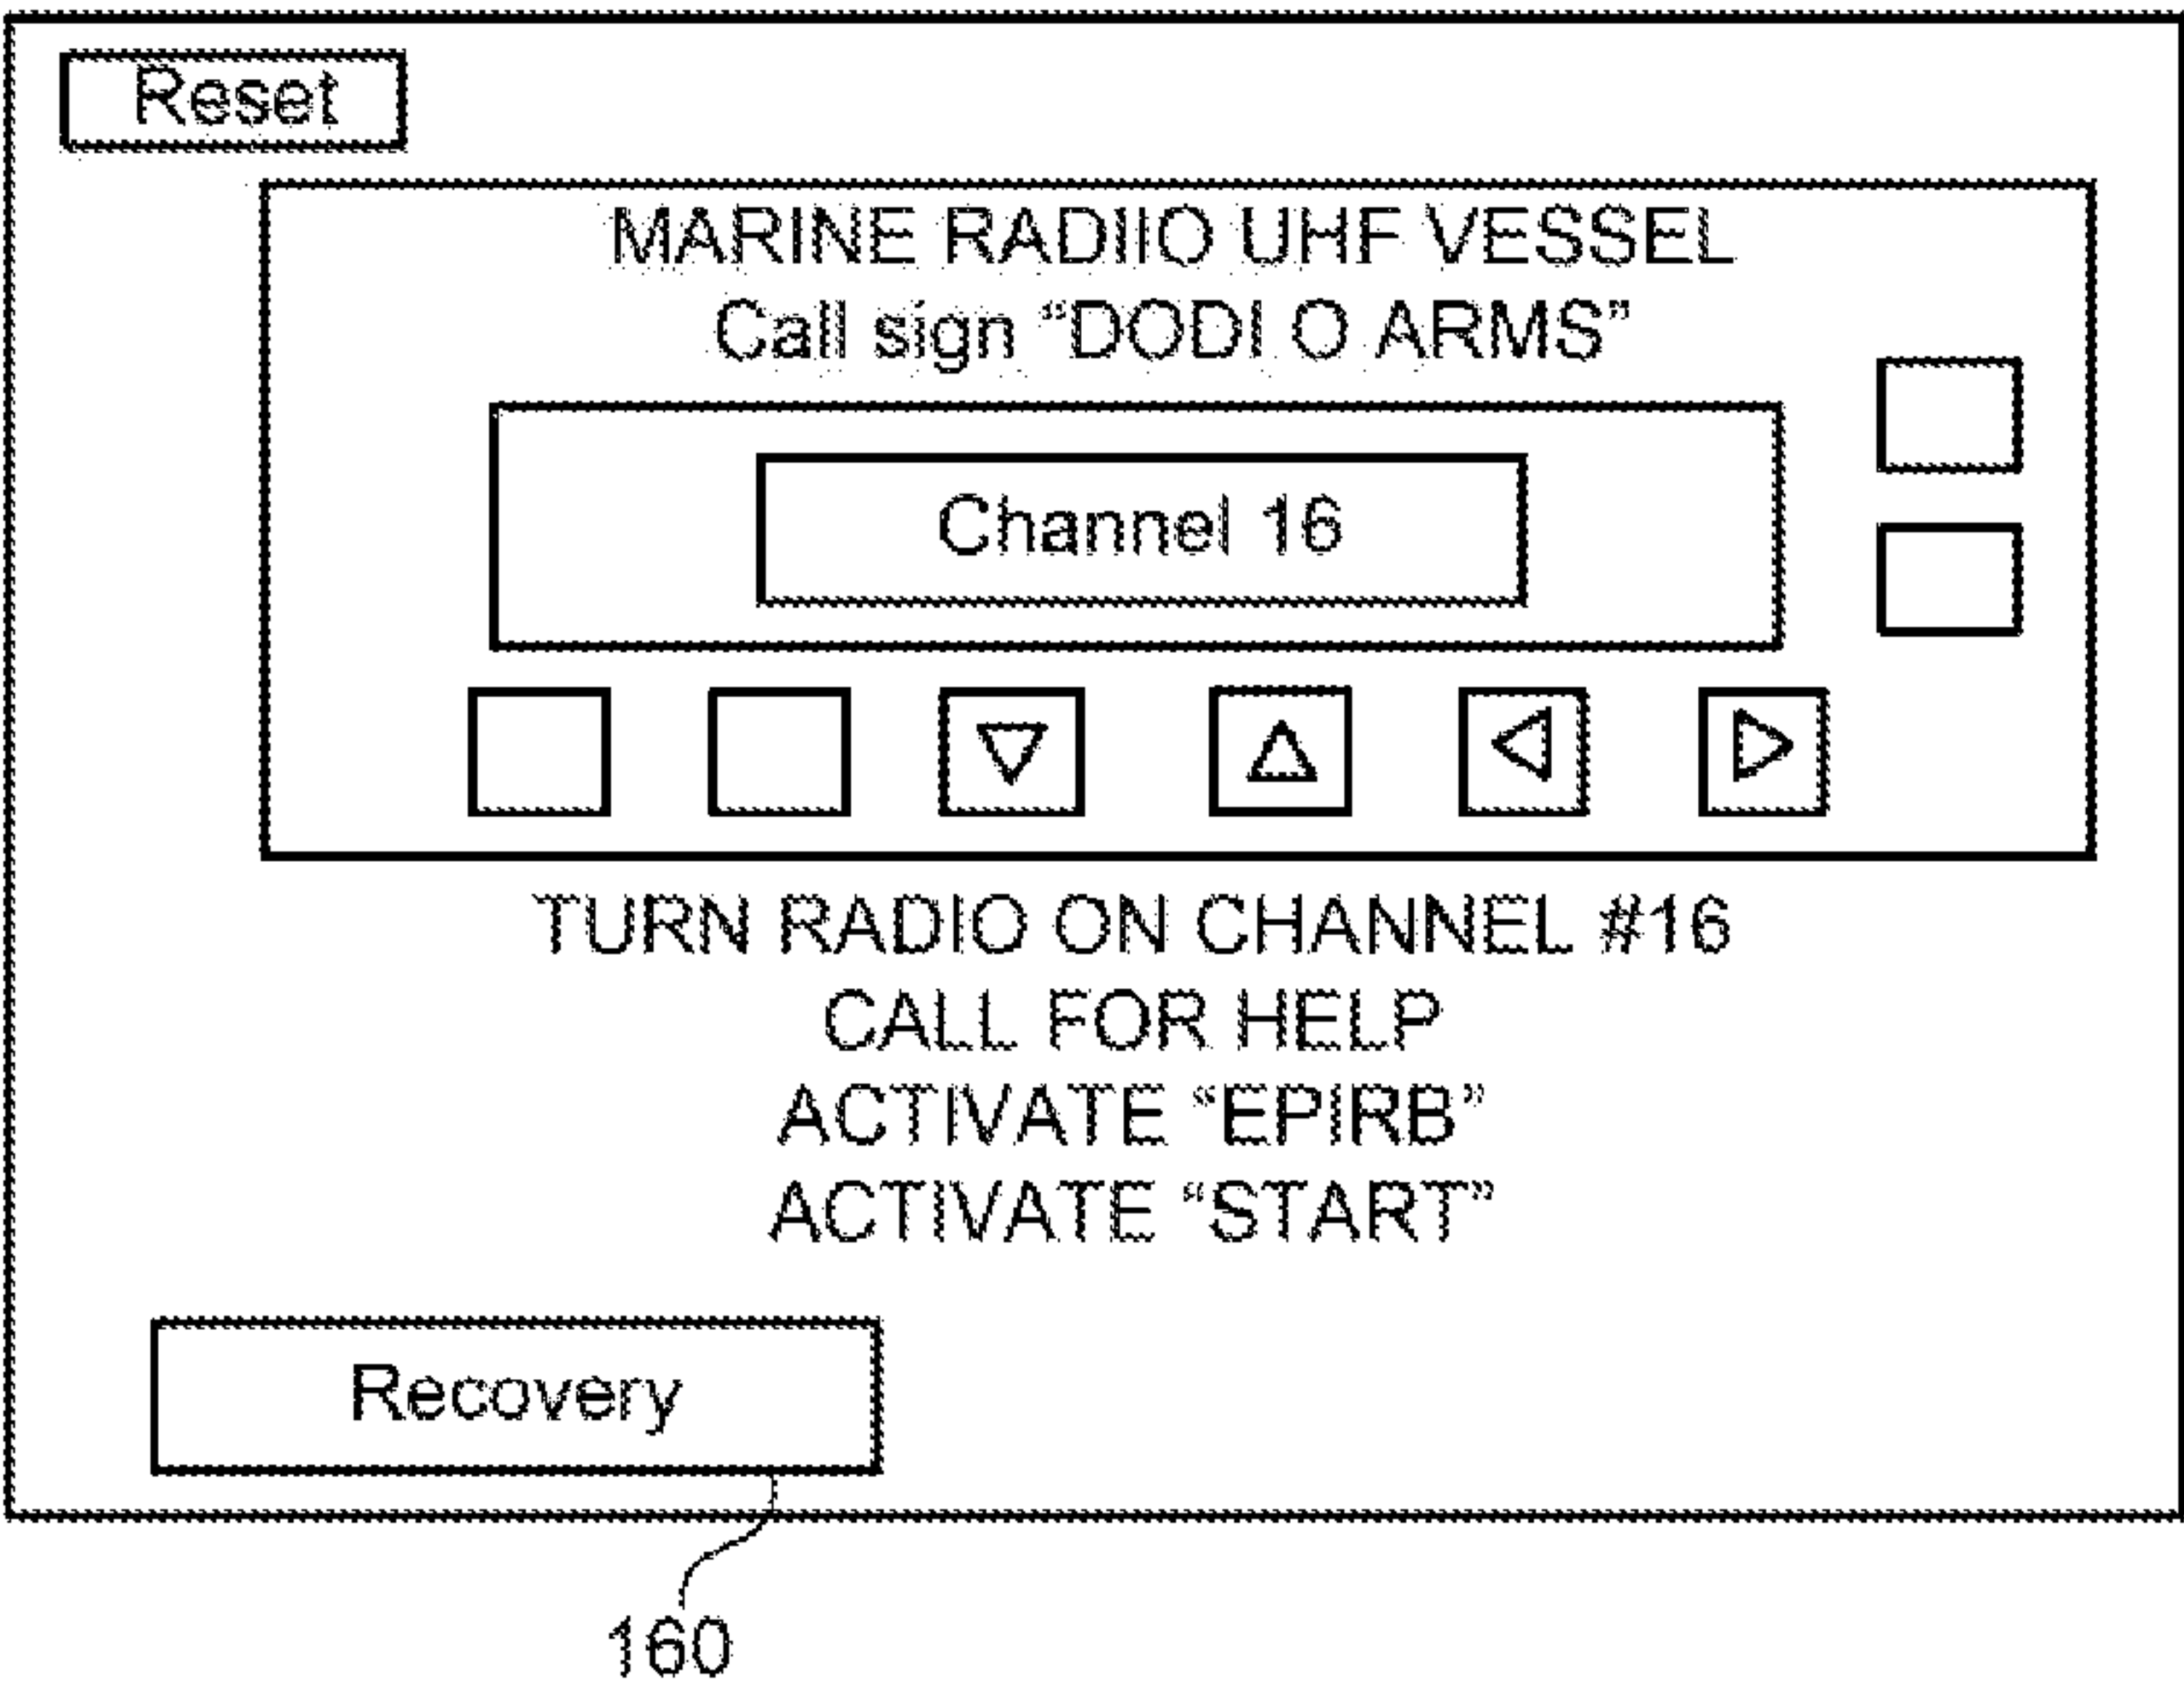 Reset
MARINE RADIIO UHF VESSEL
Call sign “DODI O ARMS”
Channel 16
TURN RADIO ON CHANNEL #16
CALL FOR HELP
ACTIVATE “EPIRB”
ACTIVATE “START”
Recovery
160